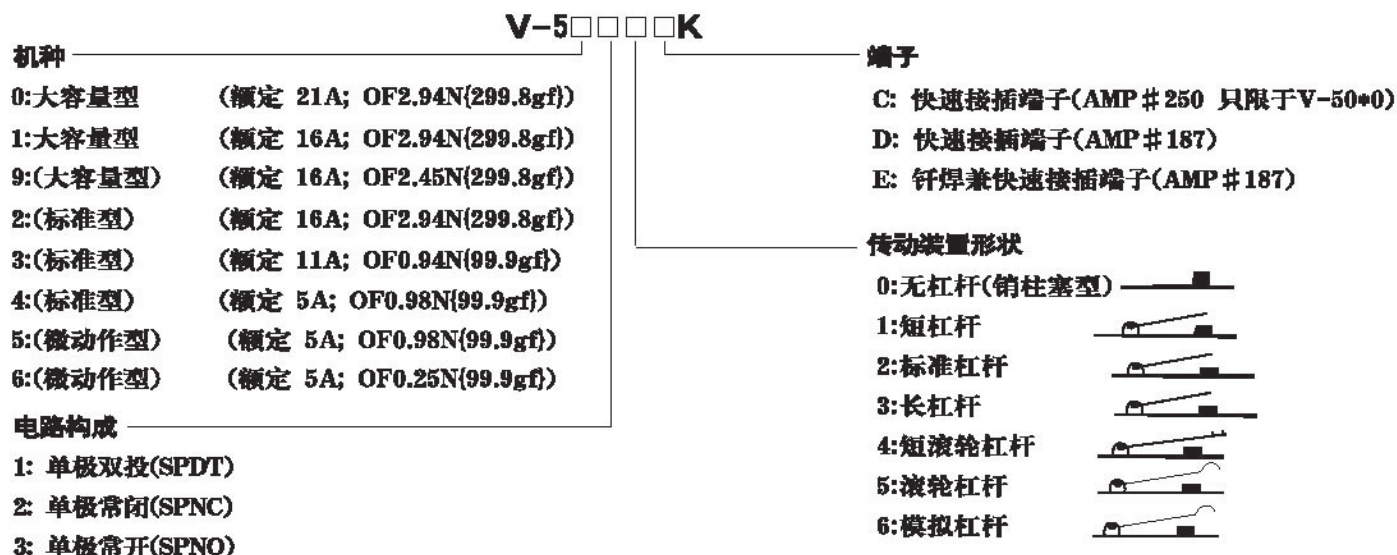 V-5□□□□K
机种
0:大容量型 (额定 21A; OF2.94N{299.8gf})
1:大容量型 (额定 16A; OF2.94N{299.8gf})
9:(大容量型) (额定 16A; OF2.45N{299.8gf})
2:(标准型) (额定 16A; OF2.94N{299.8gf})
3:(标准型) (额定 11A; OF0.94N{99.9gf})
4:(标准型) (额定 5A; OF0.98N{99.9gf})
5:(微动作型) (额定 5A; OF0.98N{99.9gf})
6:(微动作型) (额定 5A; OF0.25N{99.9gf})
电路构成
1: 单极双投(SPDT)
2: 单极常闭(SPNC)
3: 单极常开(SPNO)
端子
C: 快速接插端子(AMP#250 只限于V-50*0)
D: 快速接插端子(AMP#187)
E: 钎焊兼快速接插端子(AMP#187)
传动装置形状
0:无杠杆(销柱塞型)
1:短杠杆
2:标准杠杆
3:长杠杆
4:短滚轮杠杆
5:滚轮杠杆
6:模拟杠杆